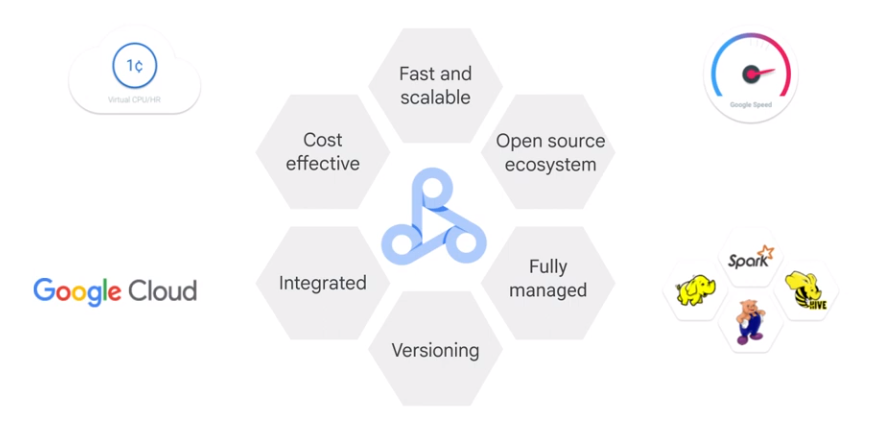 1¢
Virtual CPU/HR
Fast and
scalable
Google Speed
Cost
effective
Open source
ecosystem
Google Cloud
Integrated
Fully
managed
Spark
HIVE
Versioning